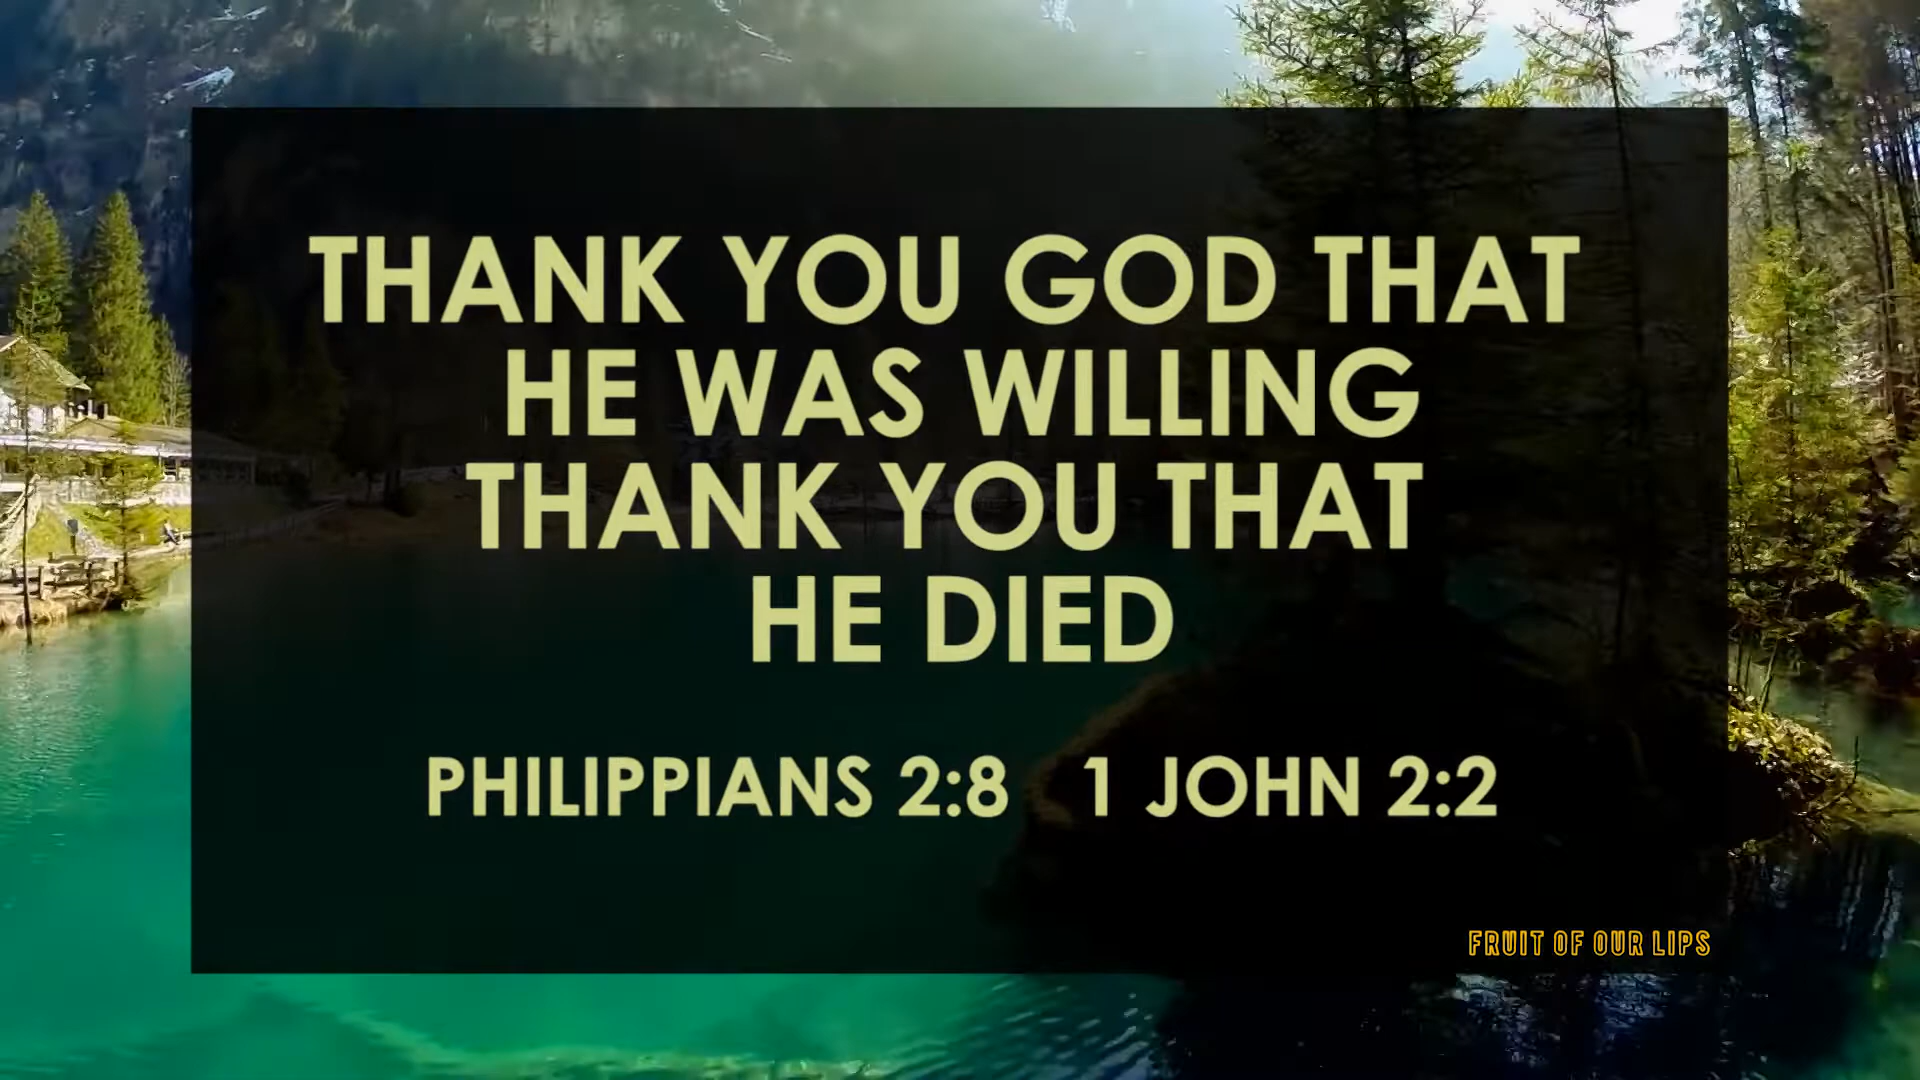 THANK YOU GOD THAT
HE WAS WILLING
THANK YOU THAT
HE DIED
PHILIPPIANS 2:8 1 JOHN 2:2
FRUIT OF OUR LIPS